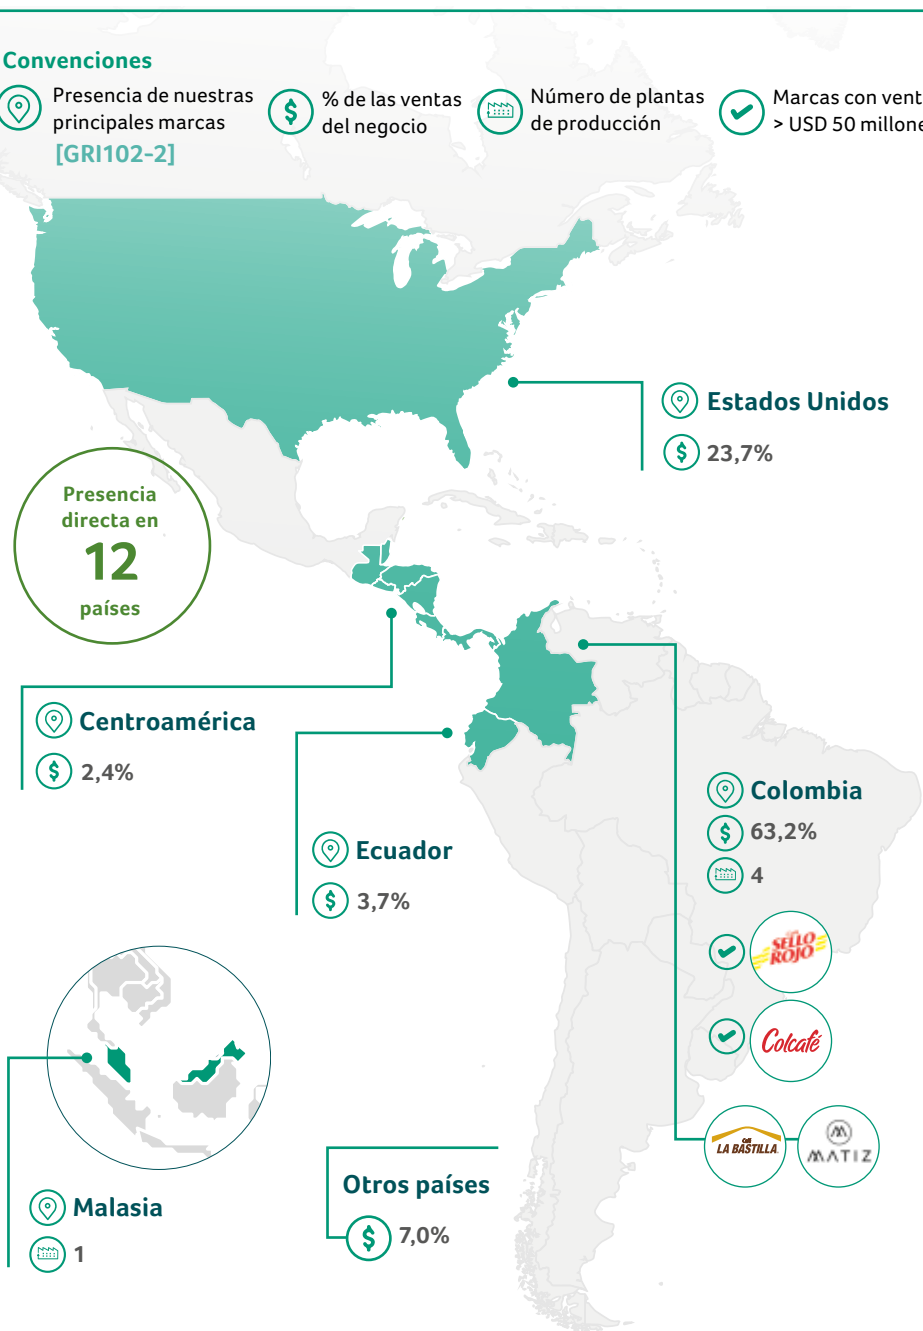 Convenciones
Presencia de nuestras
principales marcas
[GRI102-2]
% de las ventas
del negocio
Número de plantas
de producción
Marcas con vent
> USD 50 millone
Estados Unidos
$ 23,7%
Presencia
directa en
12
países
Centroamérica
$ 2,4%
Ecuador
$ 3,7%
Colombia
$ 63,2%
4
Café
SELLO
ROJO
Colcafé
Café
LA BASTILLA
M
MATIZ
Malasia
1
Otros países
$ 7,0%